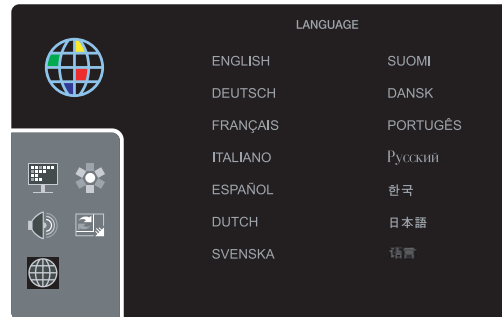 LANGUAGE
ENGLISH SUOMI
DEUTSCH DANSK
FRANÇAIS PORTUGÊS
ITALIANO Русский
ESPAÑOL 한국
DUTCH 日本語
SVENSKA 语言